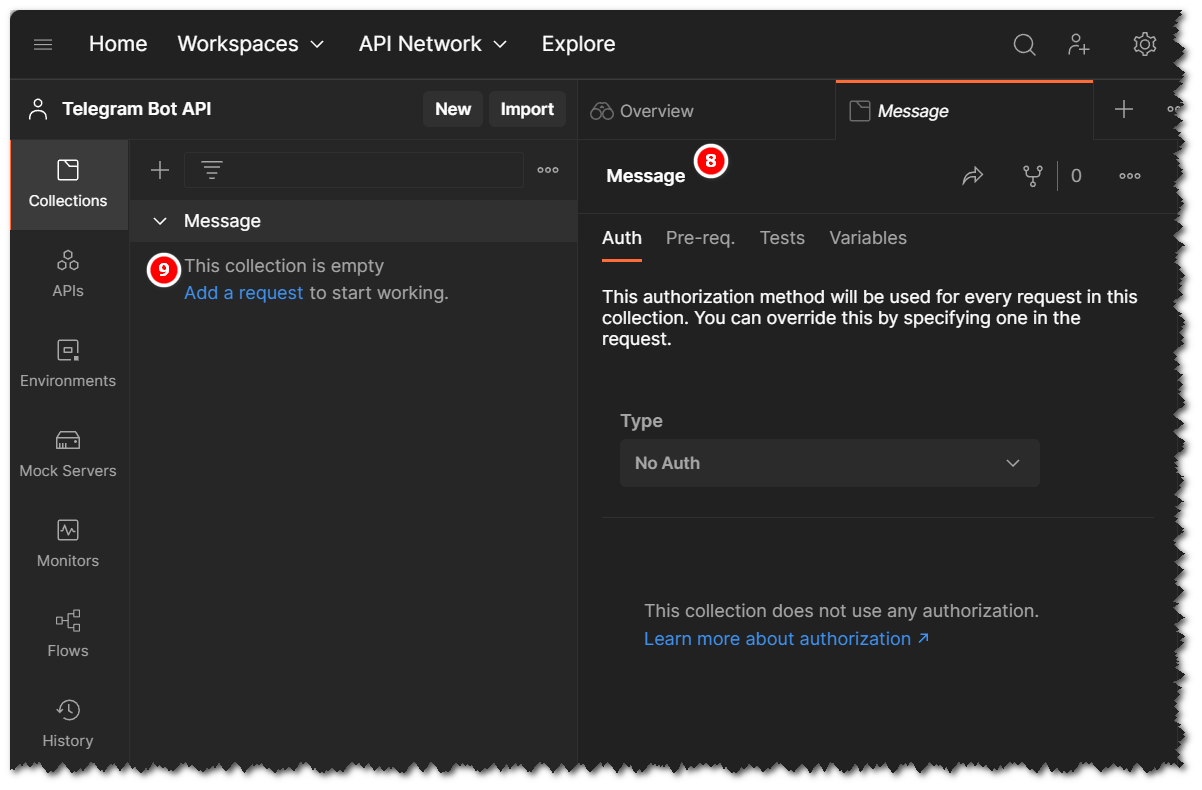 Home Workspaces API Network Explore
Telegram Bot API New Import
Overview Message
Collections
APIs
Environments
Mock Servers
Monitors
Flows
History
Message
9
This collection is empty
Add a request to start working.
Message 8
0
Auth Pre-req. Tests Variables
This authorization method will be used for every request in this
collection. You can override this by specifying one in the
request.
Type
No Auth
This collection does not use any authorization.
Learn more about authorization ↗